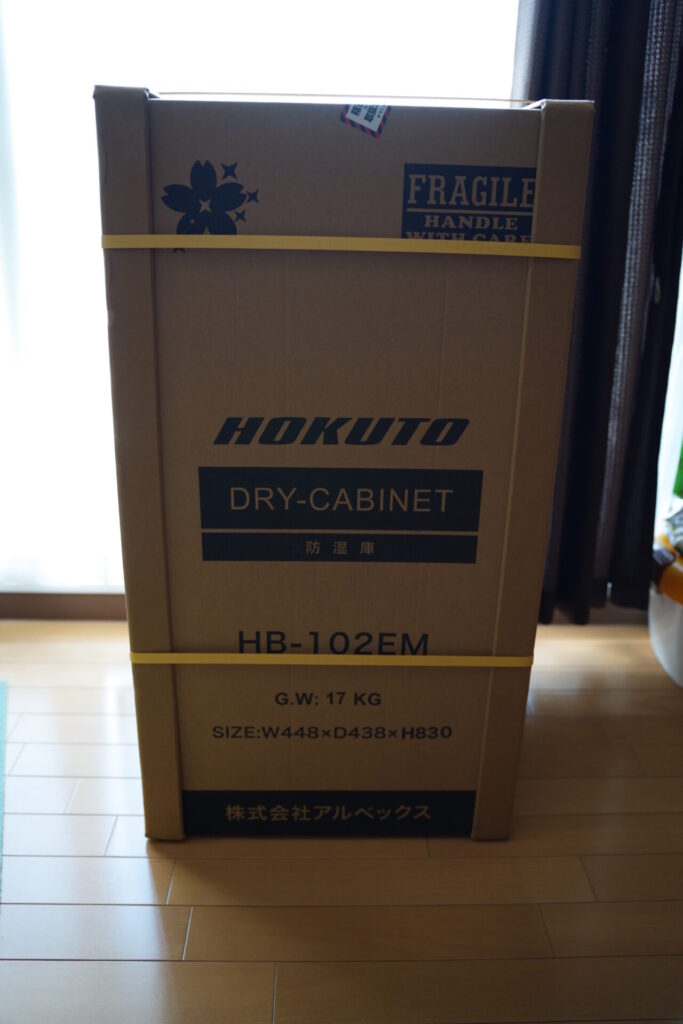 FRAGILE
HANDLE
WITH CARE
HOKUTO
DRY-CABINET
防湿庫
HB-102EM
G.W: 17 KG
SIZE:W448×D438×H830
株式会社アルベックス